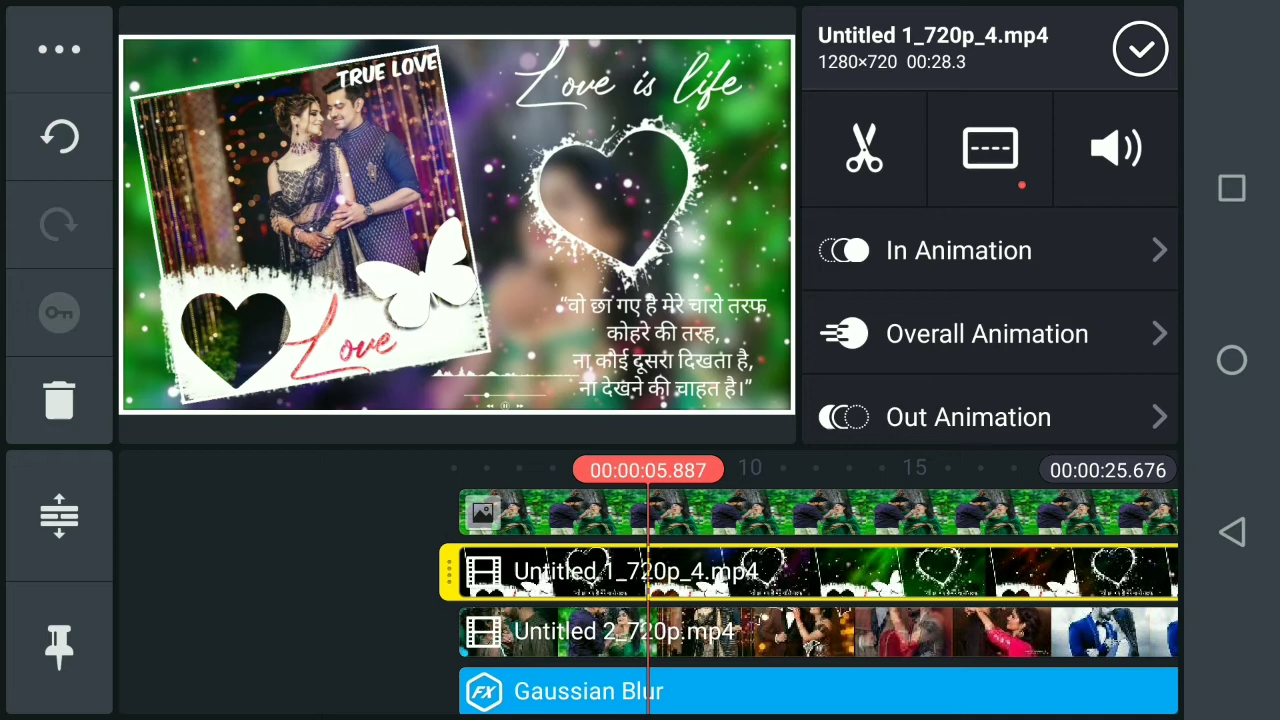 TRUE LOVE
Love is life
Love
“वो छा गए है मेरे चारो तरफ
कोहरे की तरह,
ना कोई दूसरा दिखता है,
ना देखने की चाहत है।”
Untitled 1_720p_4.mp4
1280×720 00:28.3
In Animation
Overall Animation
Out Animation
00:00:05.887 10 15 00:00:25.676
Untitled 1_720p_4.mp4
Untitled 2_720p.mp4
FX Gaussian Blur